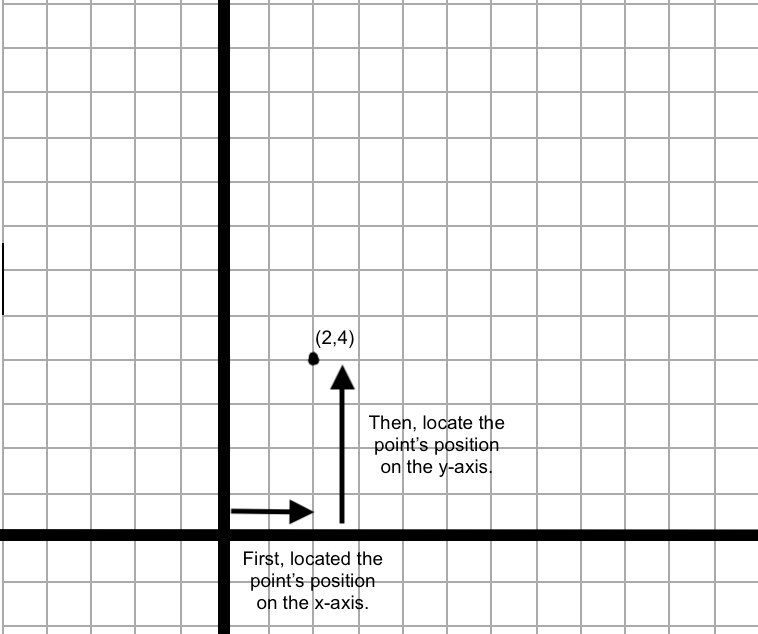 (2,4)
Then, locate the
point's position
on the y-axis.
First, located the
point's position
on the x-axis.